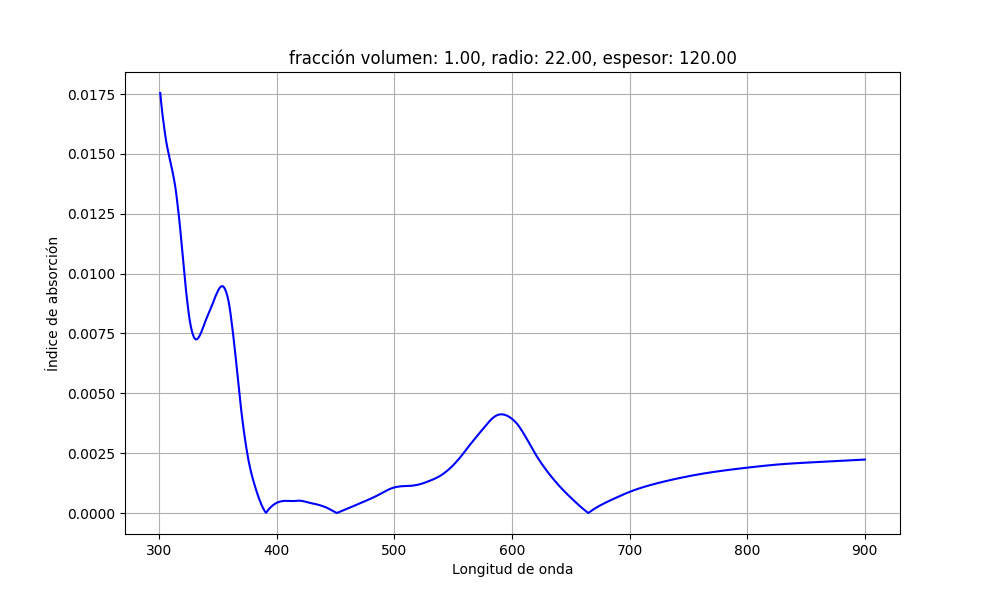 fracción volumen: 1.00, radio: 22.00, espesor: 120.00
0.0175
0.0150
0.0125
0.0100
0.0075
0.0050
0.0025
0.0000
Índice de absorción
300 400 500 600 700 800 900
Longitud de onda